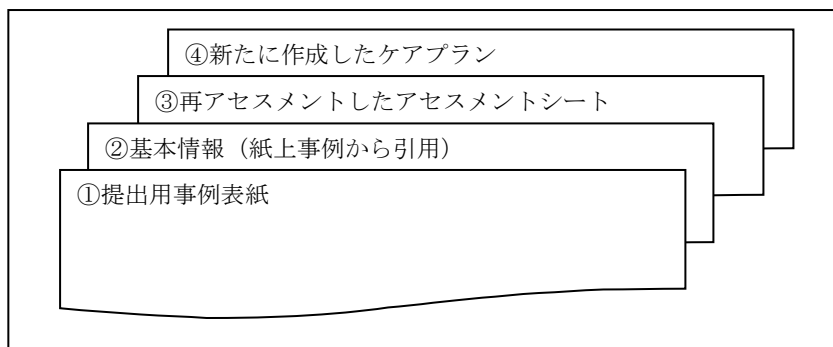 ④新たに作成したケアプラン
③再アセスメントしたアセスメントシート
②基本情報（紙上事例から引用）
①提出用事例表紙